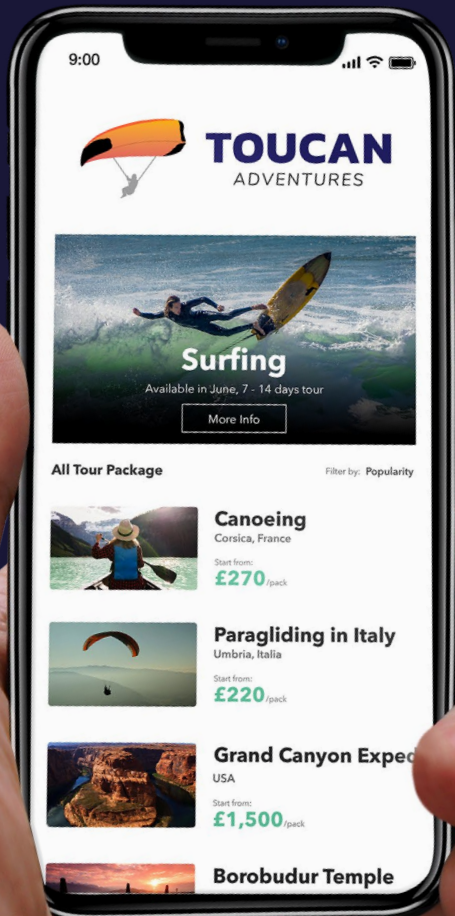 9:00
TOUCAN
ADVENTURES
Surfing
Available in June, 7 - 14 days tour
More Info
All Tour Package
Filter by: Popularity
Canoeing
Corsica, France
Start from:
£270/pack
Paragliding in Italy
Umbria, Italia
Start from:
£220/pack
Grand Canyon Exped
USA
Start from:
£1,500/pack
Borobudur Temple